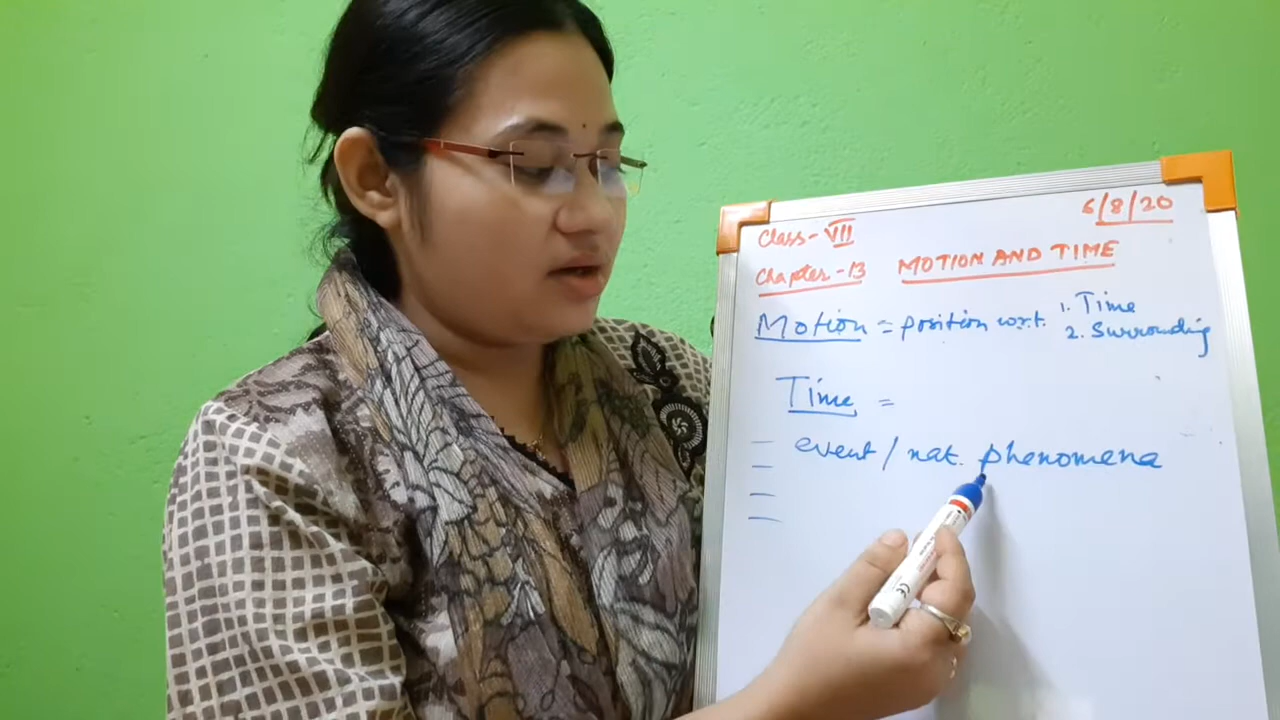 6/8/20
Class-VII
Chapter-13 MOTION AND TIME
Motion = position w.r.t. 1. Time
2. Surrounding
Time =
event / nat. phenomena